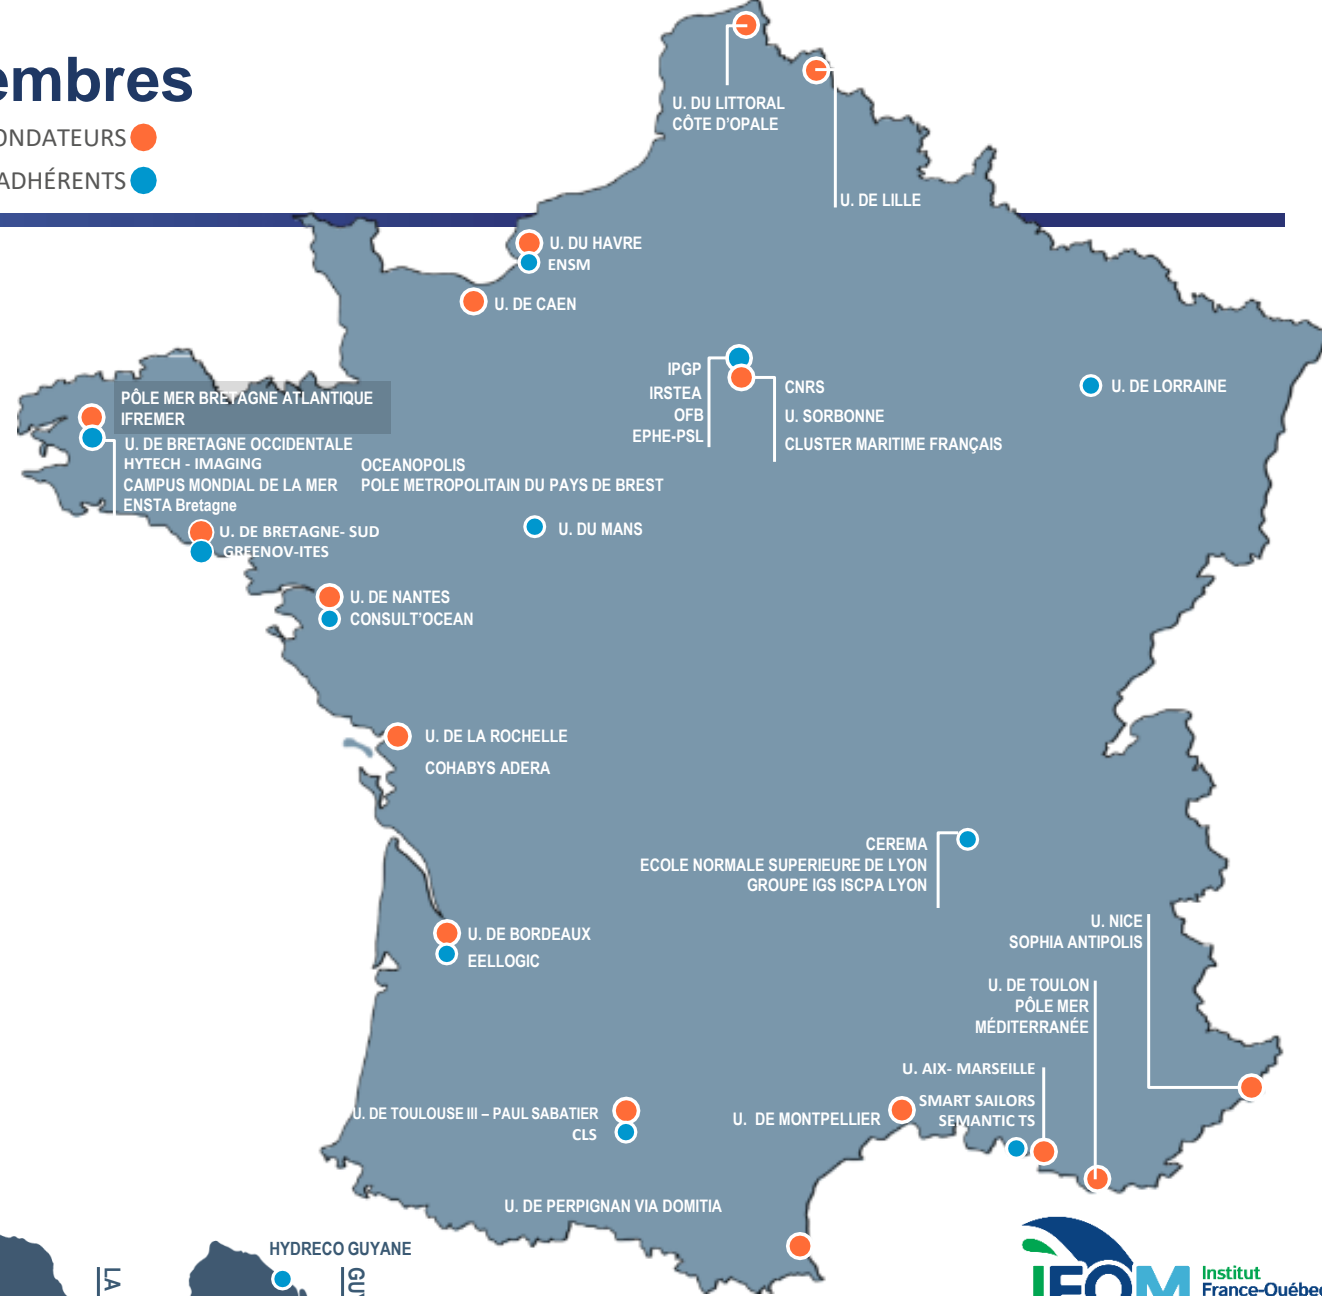 embres
ONDATEURS
ADHÉRENTS
U. DU LITTORAL
CÔTE D'OPALE
U. DE LILLE
U. DU HAVRE
ENSM
U. DE CAEN
IPGP
IRSTEA
OFB
EPHE-PSL
CNRS
U. SORBONNE
CLUSTER MARITIME FRANÇAIS
U. DE LORRAINE
PÔLE MER BRETAGNE ATLANTIQUE
IFREMER
U. DE BRETAGNE OCCIDENTALE
HYTECH - IMAGING
CAMPUS MONDIAL DE LA MER
ENSTA Bretagne
OCEANOPOLIS
POLE METROPOLITAIN DU PAYS DE BREST
U. DE BRETAGNE- SUD
GREENOV-ITES
U. DU MANS
U. DE NANTES
CONSULT'OCEAN
U. DE LA ROCHELLE
COHABYS ADERA
CEREMA
ECOLE NORMALE SUPERIEURE DE LYON
GROUPE IGS ISCPA LYON
U. DE BORDEAUX
EELLOGIC
U. NICE
SOPHIA ANTIPOLIS
U. DE TOULON
PÔLE MER
MÉDITERRANÉE
U. AIX- MARSEILLE
SMART SAILORS
SEMANTIC TS
U. DE MONTPELLIER
U. DE TOULOUSE III – PAUL SABATIER
CLS
U. DE PERPIGNAN VIA DOMITIA
HYDRECO GUYANE
LA
GU
Institut
France-Québec